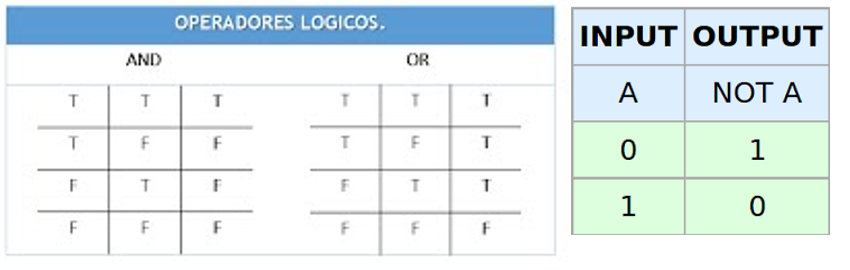 OPERADORES LOGICOS.
AND OR
T T T T T T
T F F T F T
F T F F T T
F F F F F F
INPUT OUTPUT
A NOT A
0 1
1 0